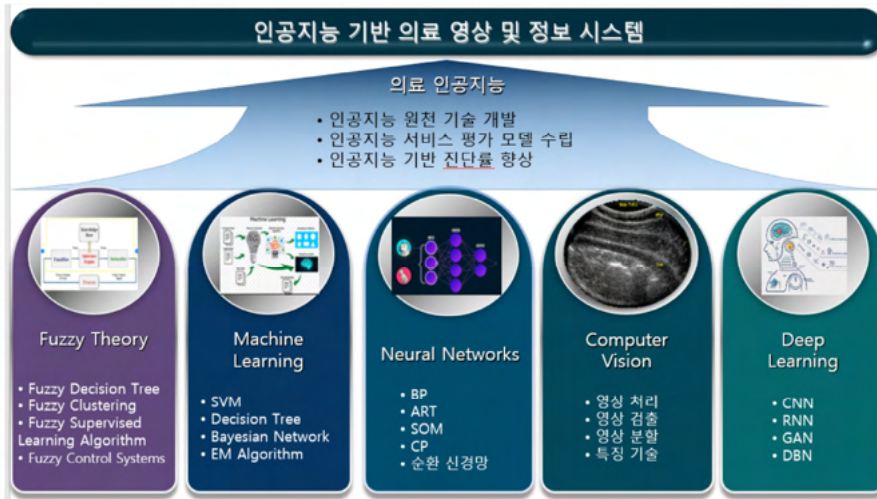 인공지능 기반 의료 영상 및 정보 시스템
의료 인공지능
• 인공지능 원천 기술 개발
• 인공지능 서비스 평가 모델 수립
• 인공지능 기반 진단률 향상
Machine Learning
Fuzzy Theory
• Fuzzy Decision Tree
• Fuzzy Clustering
• Fuzzy Supervised
Learning Algorithm
• Fuzzy Control Systems
Machine
Learning
• SVM
• Decision Tree
• Bayesian Network
• EM Algorithm
Neural Networks
• BP
• ART
• SOM
• CP
• 순환 신경망
Computer
Vision
• 영상 처리
• 영상 검출
• 영상 분할
• 특징 기술
Deep
Learning
• CNN
• RNN
• GAN
• DBN